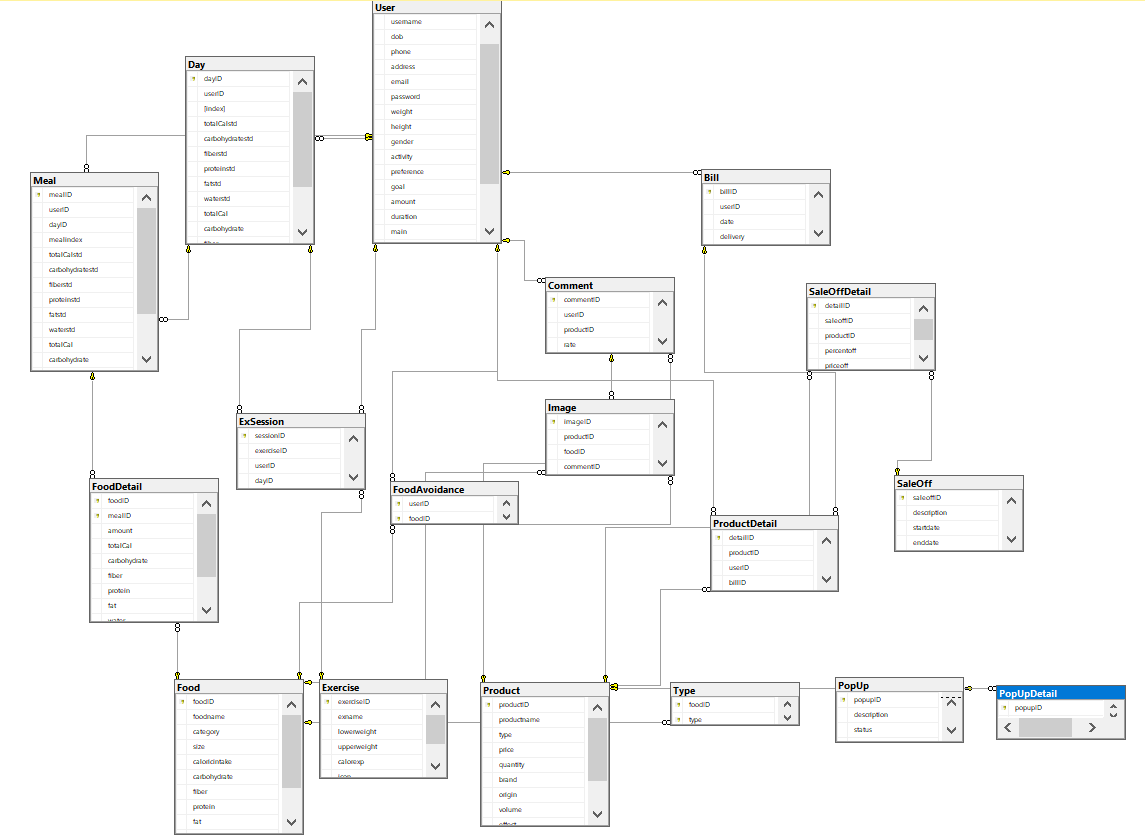 User
username
dob
phone
address
email
password
weight
height
gender
activity
preference
goal
amount
duration
main
Day
dayID
userID
[index]
totalCalstd
carbohydratestd
fiberstd
proteinstd
fatstd
waterstd
totalCal
carbohydrate
fiber
Meal
mealID
userID
dayID
mealindex
totalCalstd
carbohydratestd
fiberstd
proteinstd
fatstd
waterstd
totalCal
carbohydrate
Bill
billID
userID
date
delivery
Comment
commentID
userID
productID
rate
SaleOffDetail
detailID
saleoffID
productID
percentoff
priceoff
Image
imageID
productID
foodID
commentID
ExSession
sessionID
exerciseID
userID
dayID
FoodDetail
foodID
mealID
amount
totalCal
carbohydrate
fiber
protein
fat
water
FoodAvoidance
userID
foodID
SaleOff
saleoffID
description
startdate
enddate
ProductDetail
detailID
productID
userID
billID
Food
foodID
foodname
category
size
caloricintake
carbohydrate
fiber
protein
fat
Exercise
exerciseID
exname
lowerweight
upperweight
calorexp
icon
Product
productID
productname
type
price
quantity
brand
origin
volume
effect
Type
foodID
type
PopUp
popupID
description
status
PopUpDetail
popupID